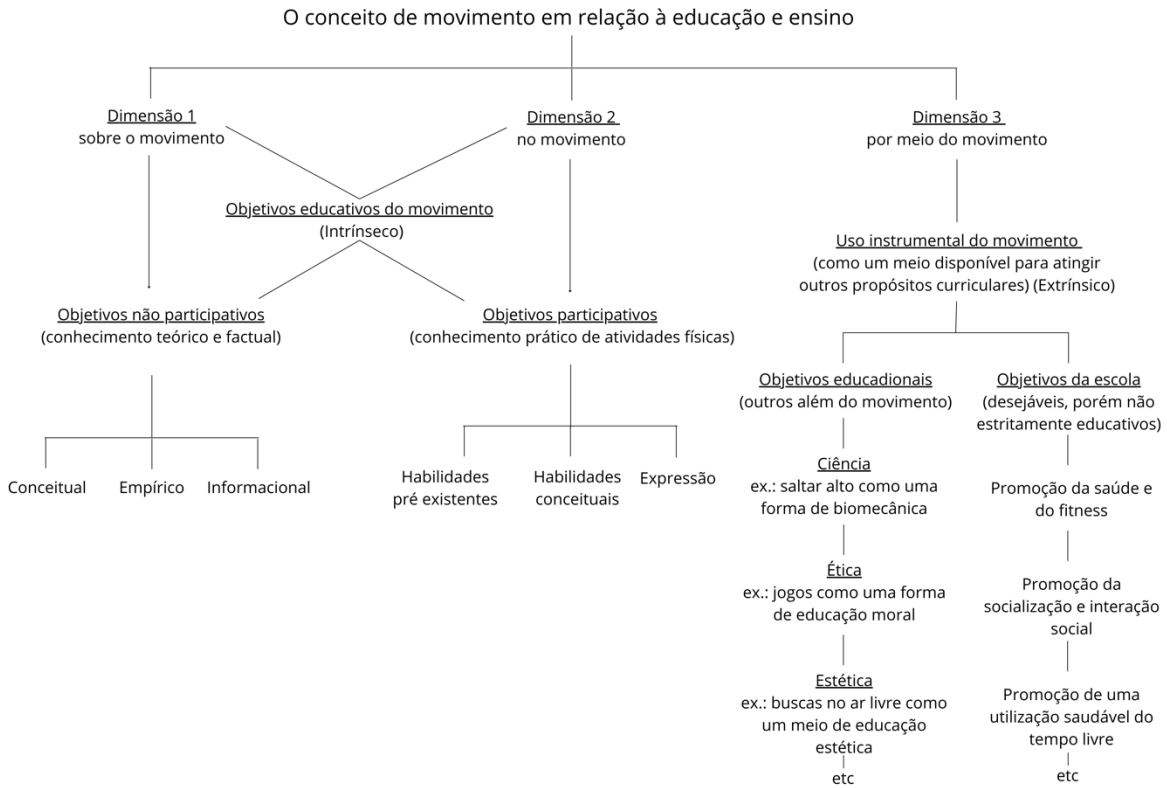 O conceito de movimento em relação à educação e ensino
Dimensão 1
sobre o movimento
Dimensão 2
no movimento
Dimensão 3
por meio do movimento
Objetivos educativos do movimento
(Intrínseco)
Uso instrumental do movimento
(como um meio disponível para atingir
outros propósitos curriculares) (Extrínsico)
Objetivos não participativos
(conhecimento teórico e factual)
Objetivos participativos
(conhecimento prático de atividades físicas)
Conceitual
Empírico
Informacional
Habilidades
pré existentes
Habilidades
conceituais
Expressão
Objetivos educadionais
(outros além do movimento)
Ciência
ex.: saltar alto como uma
forma de biomecânica
Ética
ex.: jogos como uma forma
de educação moral
Estética
ex.: buscas no ar livre como
um meio de educação
estética
etc
Objetivos da escola
(desejáveis, porém não
estritamente educativos)
Promoção da saúde e
do fitness
Promoção da
socialização e interação
social
Promoção de uma
utilização saudável do
tempo livre
etc